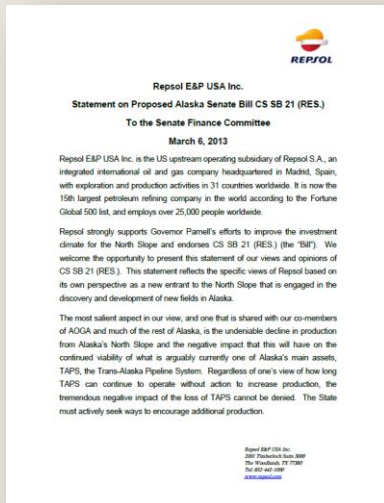 REPSOL
Repsol E&P USA Inc.
Statement on Proposed Alaska Senate Bill CS SB 21 (RES.)
To the Senate Finance Committee
March 6, 2013
Repsol E&P USA Inc. is the US upstream operating subsidiary of Repsol S.A., an
integrated international oil and gas company headquartered in Madrid, Spain,
with exploration and production activities in 31 countries worldwide. It is now the
15th largest petroleum refining company in the world according to the Fortune
Global 500 list, and employs over 25,000 people worldwide.
Repsol strongly supports Governor Parnell's efforts to improve the investment
climate for the North Slope and endorses CS SB 21 (RES.) (the "Bill"). We
welcome the opportunity to present this statement of our views and opinions of
CS SB 21 (RES.). This statement reflects the specific views of Repsol based on
its own perspective as a new entrant to the North Slope that is engaged in the
discovery and development of new fields in Alaska.
The most salient aspect in our view, and one that is shared with our co-members
of AOGA and much of the rest of Alaska, is the undeniable decline in production
from Alaska's North Slope and the negative impact that this will have on the
continued viability of what is arguably currently one of Alaska's main assets,
TAPS, the Trans-Alaska Pipeline System. Regardless of one's view of how long
TAPS can continue to operate without action to increase production, the
tremendous negative impact of the loss of TAPS cannot be denied. The State
must actively seek ways to encourage additional production.
Repsol E&P USA Inc.
2001 Timberloch Suite 3000
The Woodlands, TX 77380
Tel: 832-442-1000
www.repsol.com